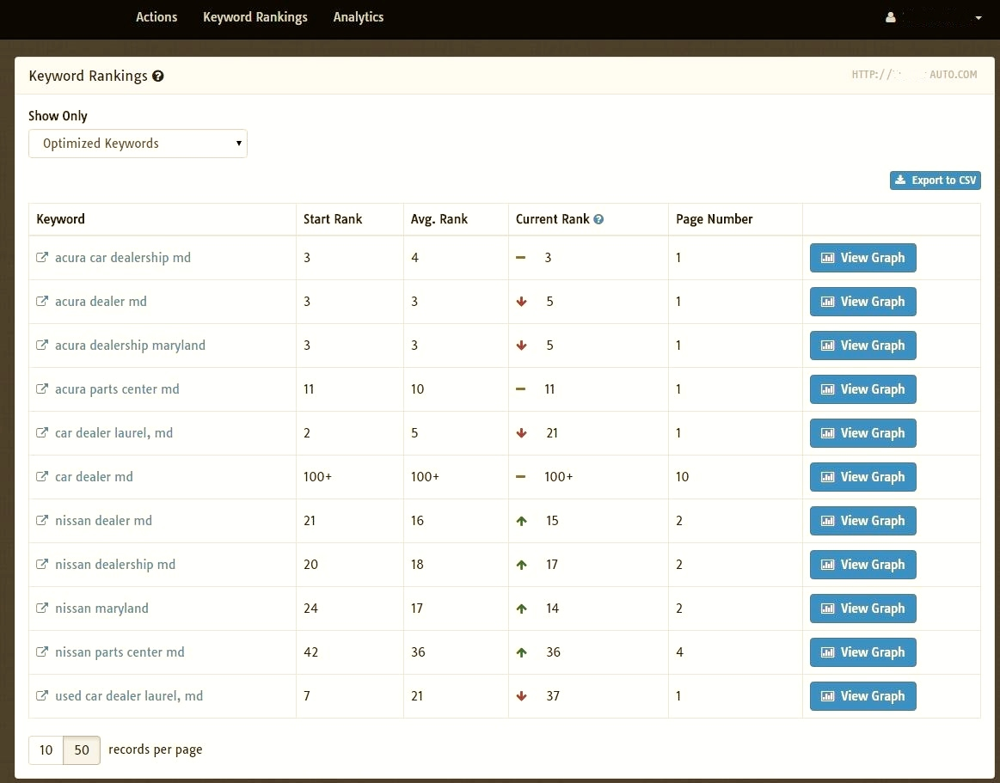 Actions Keyword Rankings Analytics
Keyword Rankings HTTP:// AUTO.COM
Show Only
Optimized Keywords
Export to CSV
Keyword Start Rank Avg. Rank Current Rank Page Number
acura car dealership md 3 4 3 1 View Graph
acura dealer md 3 3 5 1 View Graph
acura dealership maryland 3 3 5 1 View Graph
acura parts center md 11 10 11 1 View Graph
car dealer laurel, md 2 5 21 1 View Graph
car dealer md 100+ 100+ 100+ 10 View Graph
nissan dealer md 21 16 15 2 View Graph
nissan dealership md 20 18 17 2 View Graph
nissan maryland 24 17 14 2 View Graph
nissan parts center md 42 36 36 4 View Graph
used car dealer laurel, md 7 21 37 1 View Graph
10 50 records per page